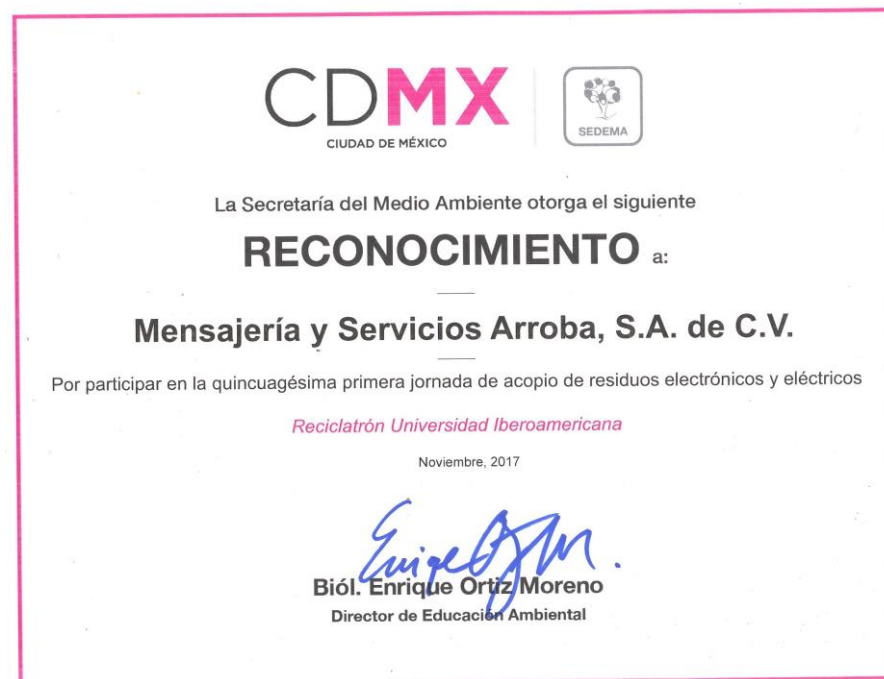 CDMX
CIUDAD DE MÉXICO
SEDEMA
La Secretaría del Medio Ambiente otorga el siguiente
RECONOCIMIENTO a:
Mensajería y Servicios Arroba, S.A. de C.V.
Por participar en la quincuagésima primera jornada de acopio de residuos electrónicos y eléctricos
Reciclatrón Universidad Iberoamericana
Noviembre, 2017
Biól. Enrique Ortiz Moreno
Director de Educación Ambiental